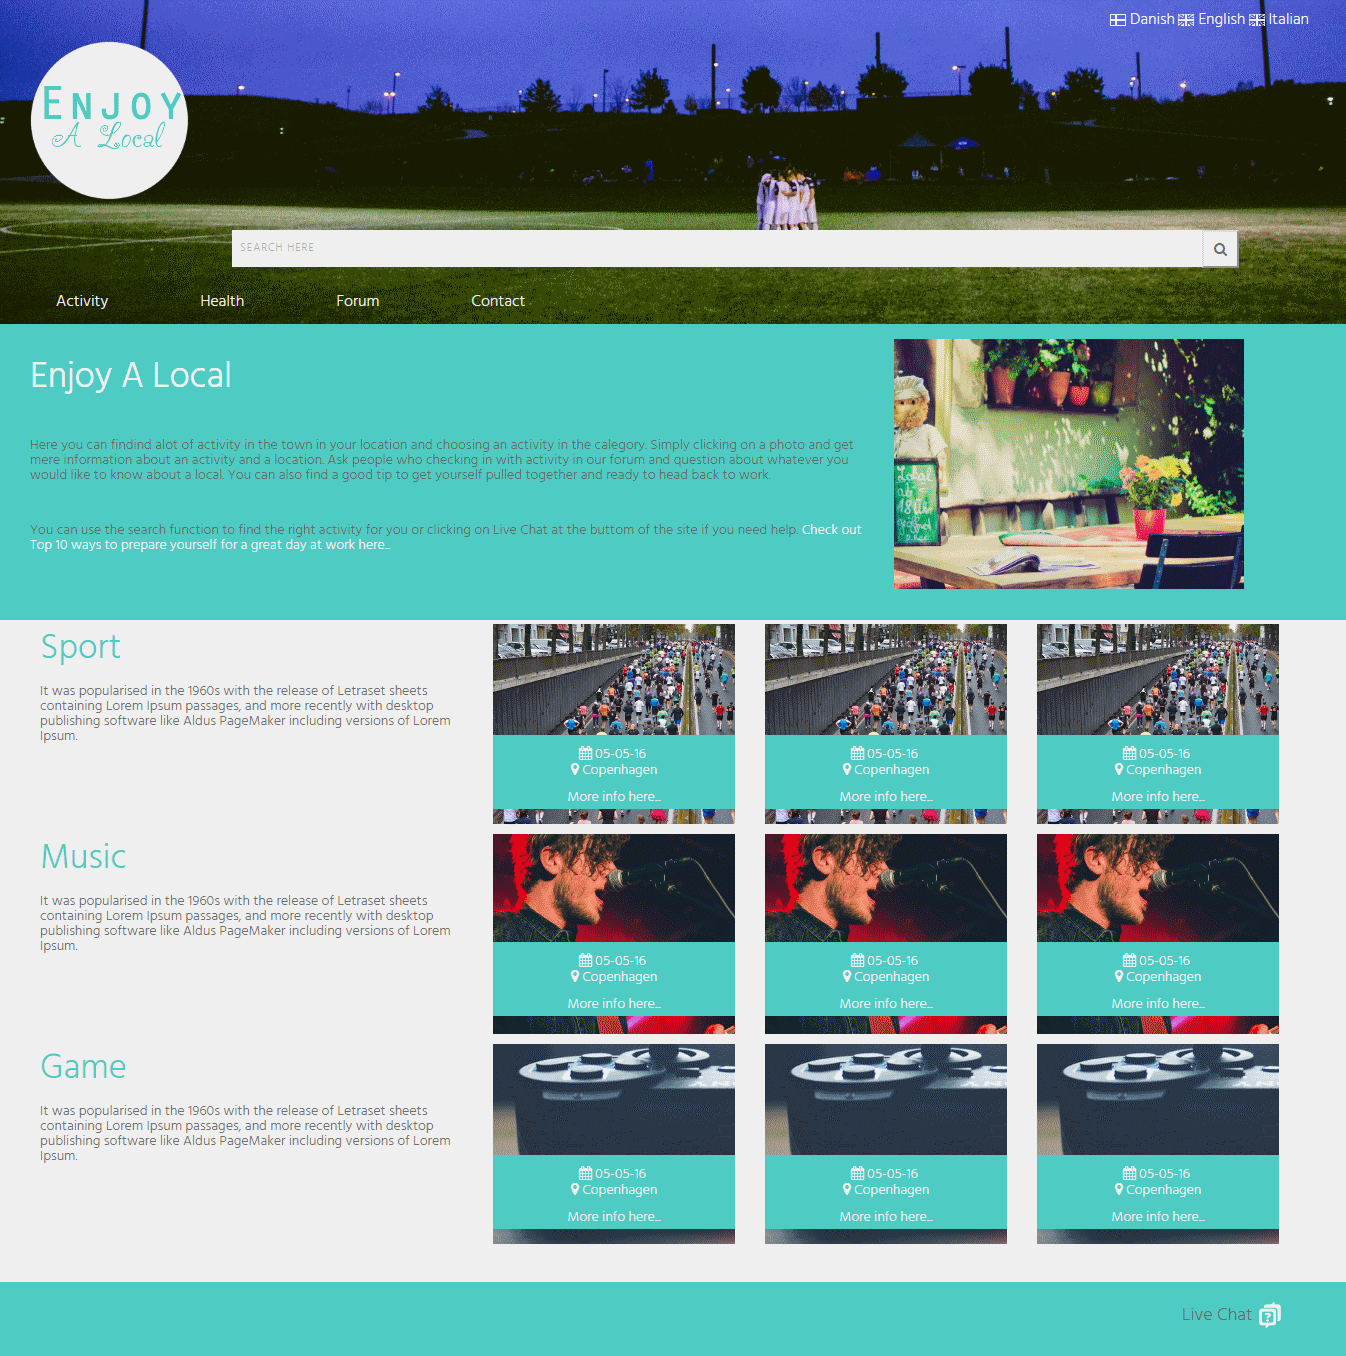 Danish English Italian
ENJOY
A Local
SEARCH HERE
Activity Health Forum Contact
Enjoy A Local
Here you can findind alot of activity in the town in your location and choosing an activity in the calegory. Simply clicking on a photo and get
mere information about an activity and a location. Ask people who checking in with activity in our forum and question about whatever you
would like to know about a local. You can also find a good tip to get yourself pulled together and ready to head back to work.
You can use the search function to find the right activity for you or clicking on Live Chat at the buttom of the site if you need help. Check out
Top 10 ways to prepare yourself for a great day at work here...
Sport
It was popularised in the 1960s with the release of Letraset sheets
containing Lorem Ipsum passages, and more recently with desktop
publishing software like Aldus PageMaker including versions of Lorem
Ipsum.
05-05-16 05-05-16 05-05-16
Copenhagen Copenhagen Copenhagen
More info here... More info here... More info here...
Music
It was popularised in the 1960s with the release of Letraset sheets
containing Lorem Ipsum passages, and more recently with desktop
publishing software like Aldus PageMaker including versions of Lorem
Ipsum.
05-05-16 05-05-16 05-05-16
Copenhagen Copenhagen Copenhagen
More info here... More info here... More info here...
Game
It was popularised in the 1960s with the release of Letraset sheets
containing Lorem Ipsum passages, and more recently with desktop
publishing software like Aldus PageMaker including versions of Lorem
Ipsum.
05-05-16 05-05-16 05-05-16
Copenhagen Copenhagen Copenhagen
More info here... More info here... More info here...
Live Chat